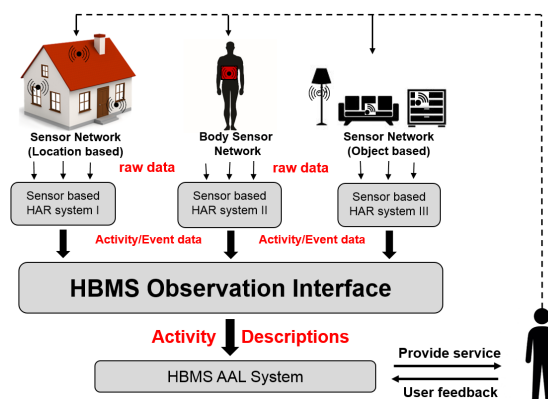 Sensor Network
(Location based)
Body Sensor
Network
Sensor Network
(Object based)
raw data
raw data
Sensor based
HAR system I
Sensor based
HAR system II
Sensor based
HAR system III
Activity/Event data
Activity/Event data
HBMS Observation Interface
Activity Descriptions
Provide service
HBMS AAL System
User feedback